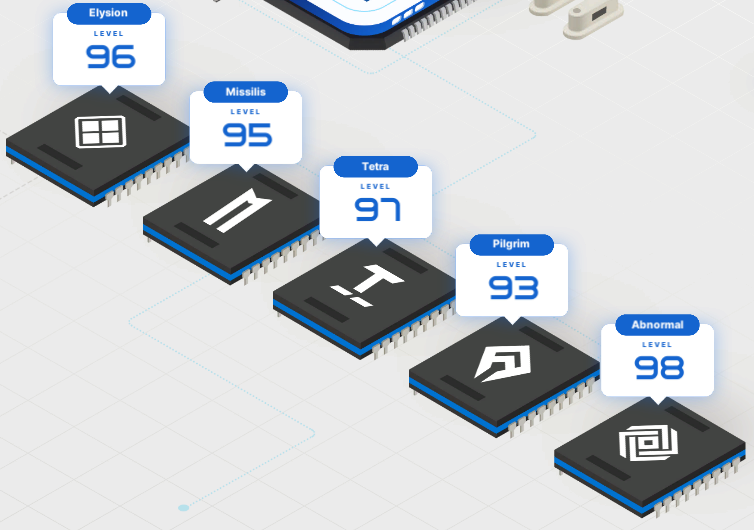 Elysion
LEVEL
96
Missilis
LEVEL
95
Tetra
LEVEL
97
Pilgrim
LEVEL
93
Abnormal
LEVEL
98